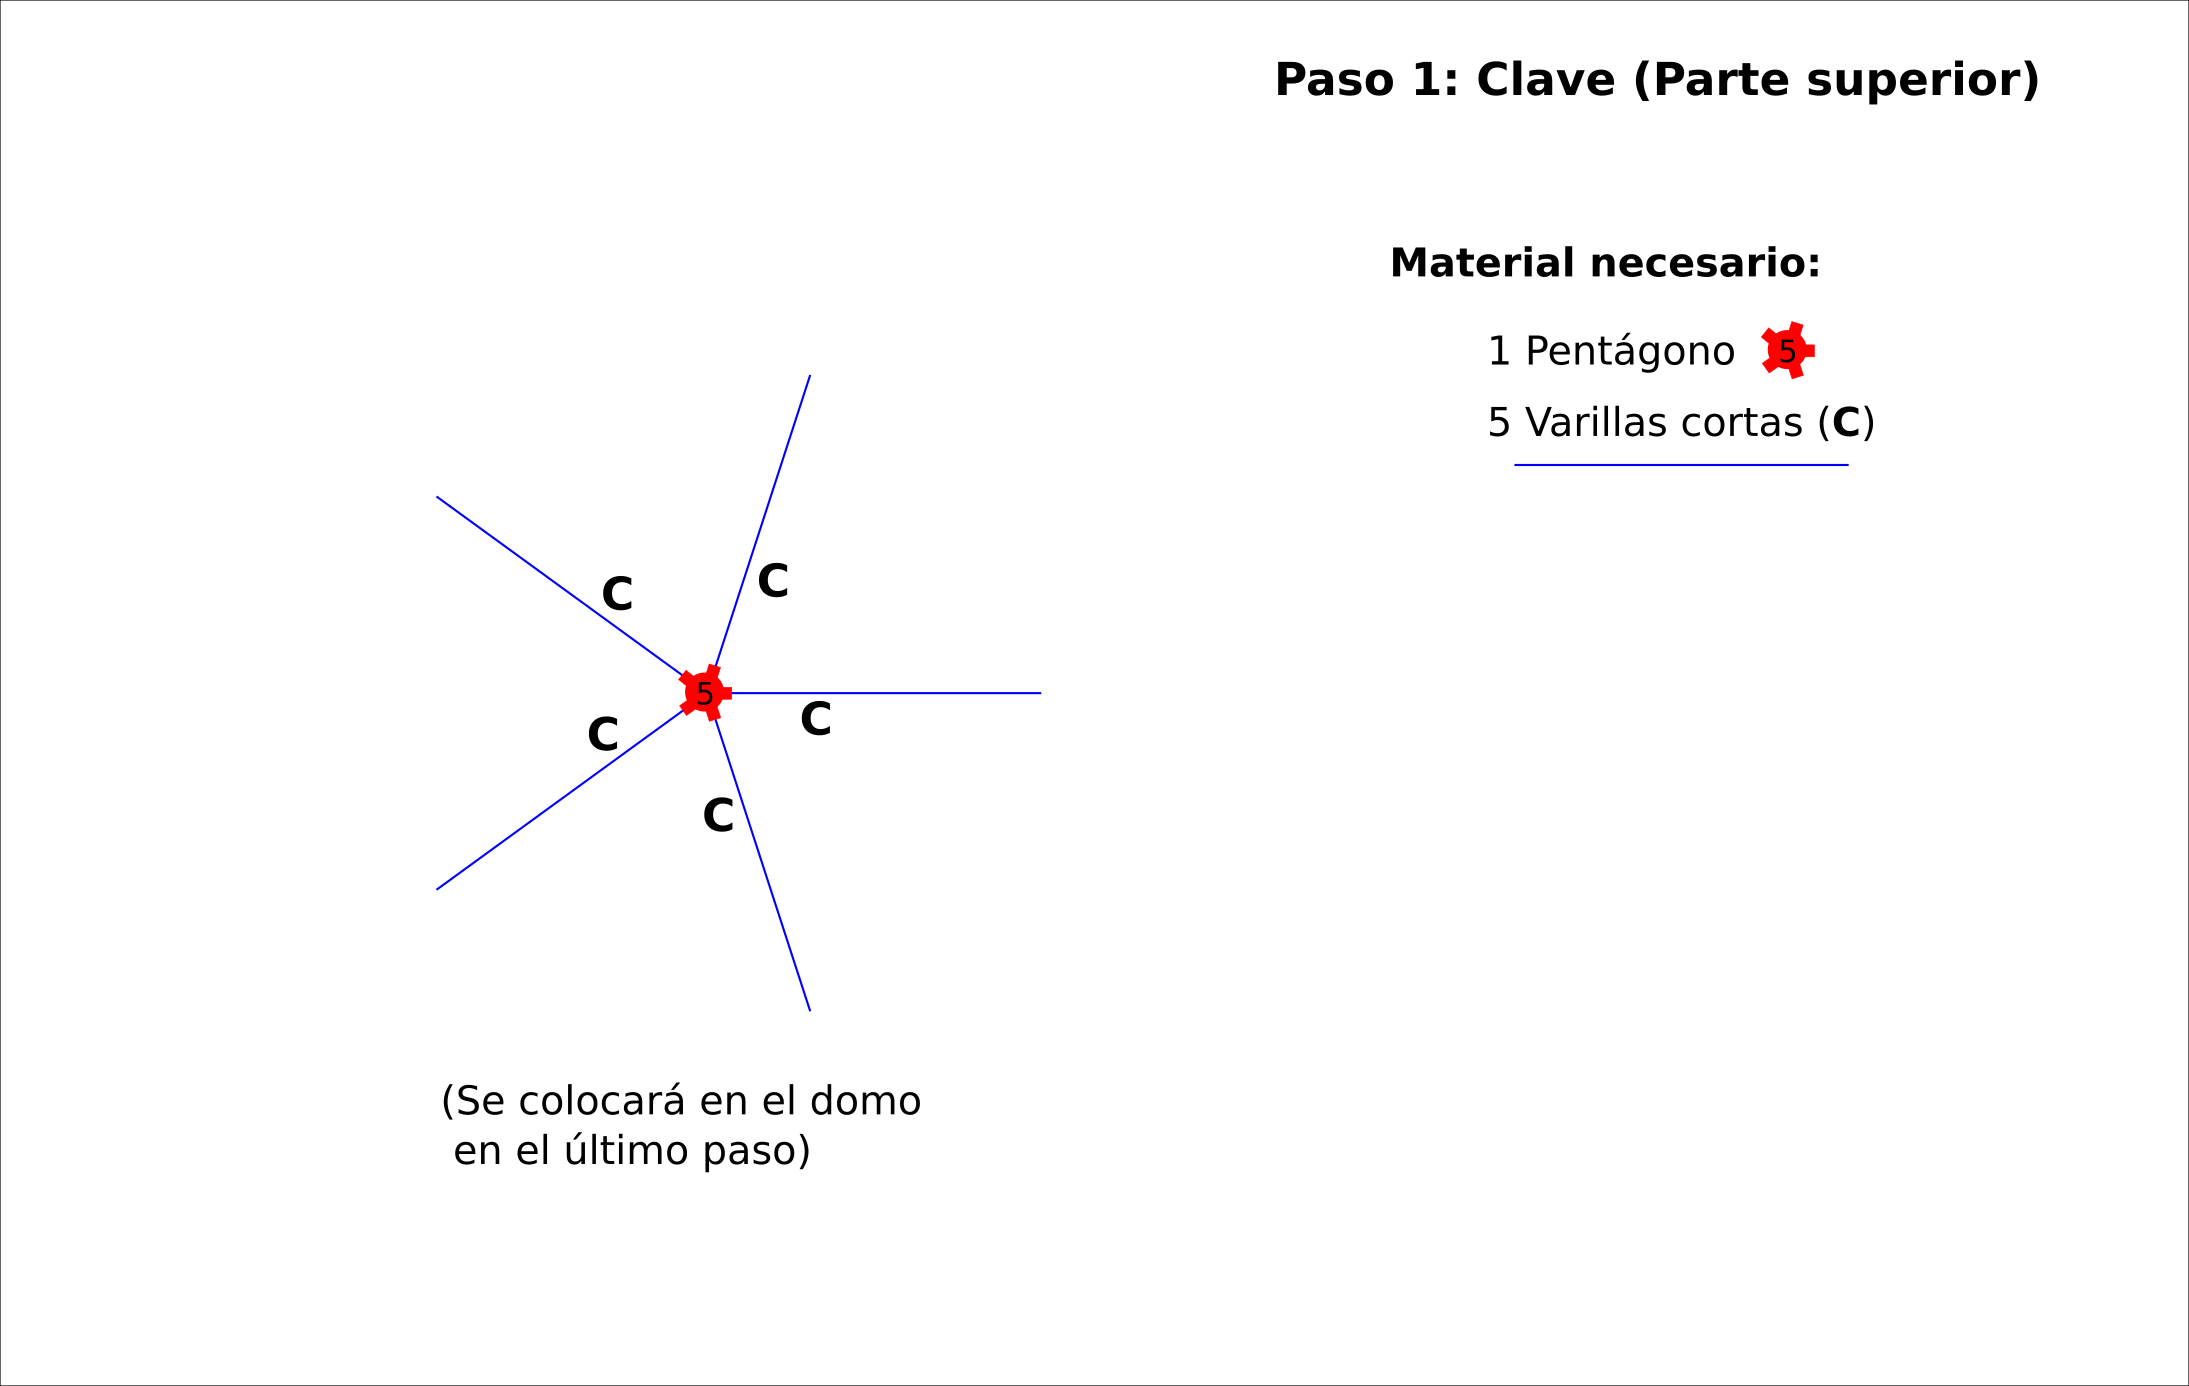 Paso 1: Clave (Parte superior)
Material necesario:
1 Pentágono 5
5 Varillas cortas (C)
C
C
5
C
C
C
(Se colocará en el domo
en el último paso)